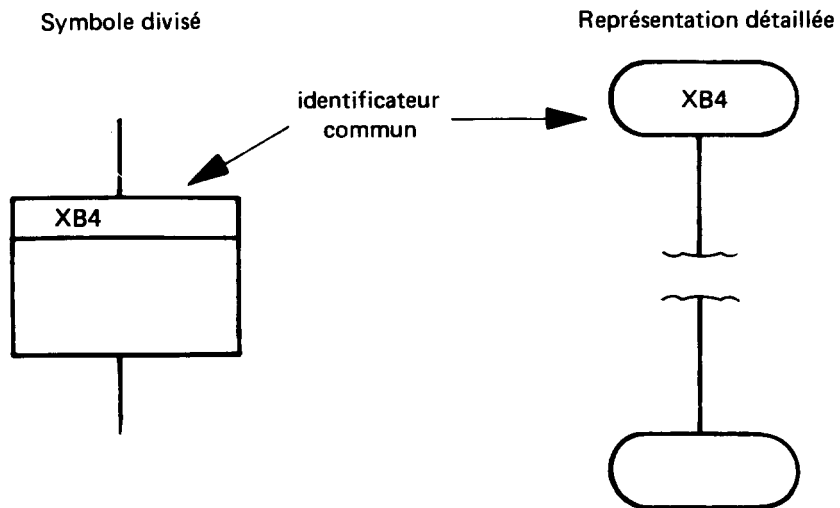 Symbole divisé
Représentation détaillée
identificateur
commun
XB4
XB4